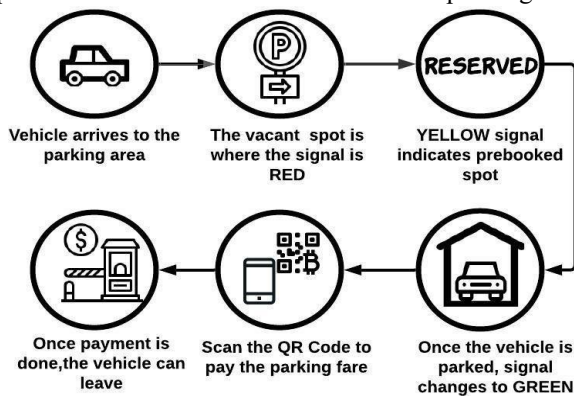 P
RESERVED
Vehicle arrives to the
parking area
The vacant spot is
where the signal is
RED
YELLOW signal
indicates prebooked
spot
$
Once payment is
done,the vehicle can
leave
Scan the QR Code to
pay the parking fare
Once the vehicle is
parked, signal
changes to GREEN